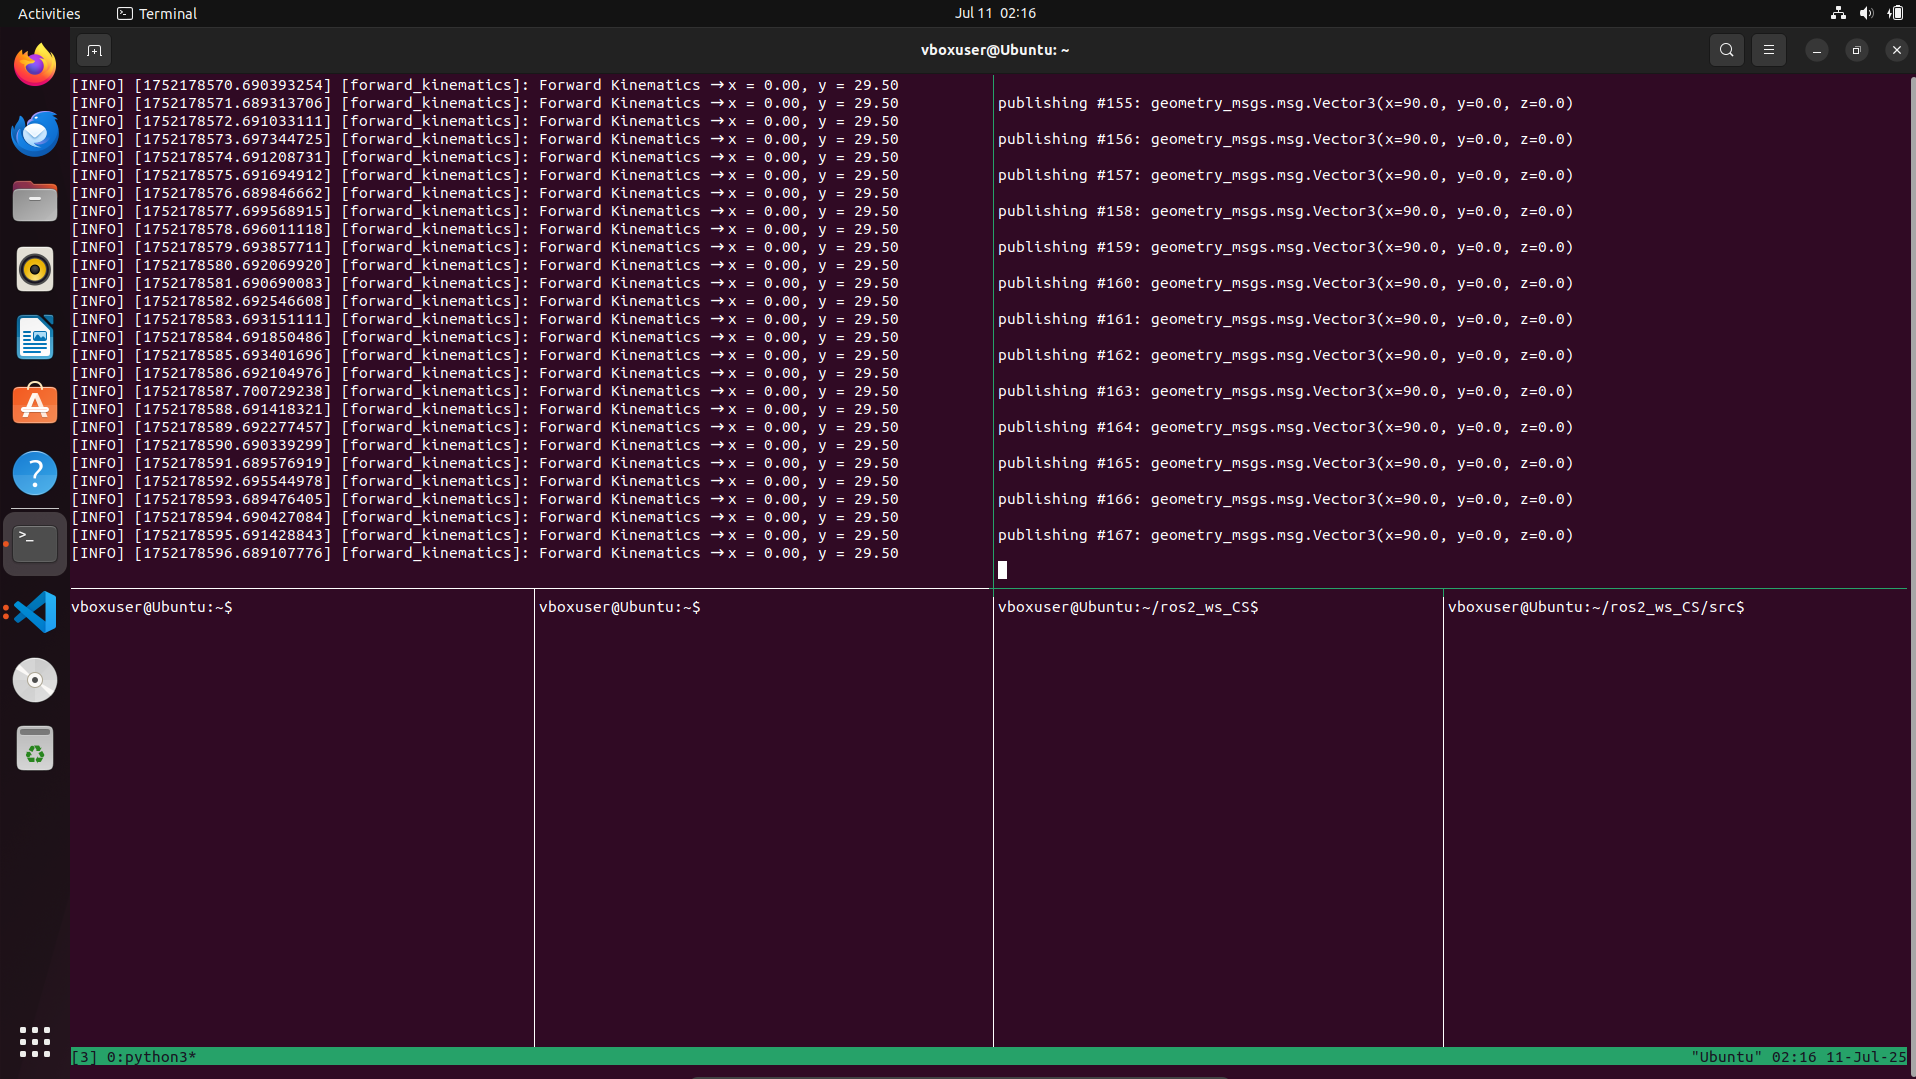 Activities
Terminal
Jul 11 02:16
vboxuser@Ubuntu: ~
[INFO] [1752178570.690393254] [forward_kinematics]: Forward Kinematics → x = 0.00, y = 29.50
[INFO] [1752178571.689313706] [forward_kinematics]: Forward Kinematics → x = 0.00, y = 29.50
[INFO] [1752178572.691033111] [forward_kinematics]: Forward Kinematics → x = 0.00, y = 29.50
[INFO] [1752178573.697344725] [forward_kinematics]: Forward Kinematics → x = 0.00, y = 29.50
[INFO] [1752178574.691208731] [forward_kinematics]: Forward Kinematics → x = 0.00, y = 29.50
[INFO] [1752178575.691694912] [forward_kinematics]: Forward Kinematics → x = 0.00, y = 29.50
[INFO] [1752178576.689846662] [forward_kinematics]: Forward Kinematics → x = 0.00, y = 29.50
[INFO] [1752178577.699568915] [forward_kinematics]: Forward Kinematics → x = 0.00, y = 29.50
[INFO] [1752178578.696011118] [forward_kinematics]: Forward Kinematics → x = 0.00, y = 29.50
[INFO] [1752178579.693857711] [forward_kinematics]: Forward Kinematics → x = 0.00, y = 29.50
[INFO] [1752178580.692069920] [forward_kinematics]: Forward Kinematics → x = 0.00, y = 29.50
[INFO] [1752178581.690690083] [forward_kinematics]: Forward Kinematics → x = 0.00, y = 29.50
[INFO] [1752178582.692546608] [forward_kinematics]: Forward Kinematics → x = 0.00, y = 29.50
[INFO] [1752178583.693151111] [forward_kinematics]: Forward Kinematics → x = 0.00, y = 29.50
[INFO] [1752178584.691850486] [forward_kinematics]: Forward Kinematics → x = 0.00, y = 29.50
[INFO] [1752178585.693401696] [forward_kinematics]: Forward Kinematics → x = 0.00, y = 29.50
[INFO] [1752178586.692104976] [forward_kinematics]: Forward Kinematics → x = 0.00, y = 29.50
[INFO] [1752178587.700729238] [forward_kinematics]: Forward Kinematics → x = 0.00, y = 29.50
[INFO] [1752178588.691418321] [forward_kinematics]: Forward Kinematics → x = 0.00, y = 29.50
[INFO] [1752178589.692277457] [forward_kinematics]: Forward Kinematics → x = 0.00, y = 29.50
[INFO] [1752178590.690339299] [forward_kinematics]: Forward Kinematics → x = 0.00, y = 29.50
[INFO] [1752178591.689576919] [forward_kinematics]: Forward Kinematics → x = 0.00, y = 29.50
[INFO] [1752178592.695544978] [forward_kinematics]: Forward Kinematics → x = 0.00, y = 29.50
[INFO] [1752178593.689476405] [forward_kinematics]: Forward Kinematics → x = 0.00, y = 29.50
[INFO] [1752178594.690427084] [forward_kinematics]: Forward Kinematics → x = 0.00, y = 29.50
[INFO] [1752178595.691428843] [forward_kinematics]: Forward Kinematics → x = 0.00, y = 29.50
[INFO] [1752178596.689107776] [forward_kinematics]: Forward Kinematics → x = 0.00, y = 29.50
publishing #155: geometry_msgs.msg.Vector3(x=90.0, y=0.0, z=0.0)
publishing #156: geometry_msgs.msg.Vector3(x=90.0, y=0.0, z=0.0)
publishing #157: geometry_msgs.msg.Vector3(x=90.0, y=0.0, z=0.0)
publishing #158: geometry_msgs.msg.Vector3(x=90.0, y=0.0, z=0.0)
publishing #159: geometry_msgs.msg.Vector3(x=90.0, y=0.0, z=0.0)
publishing #160: geometry_msgs.msg.Vector3(x=90.0, y=0.0, z=0.0)
publishing #161: geometry_msgs.msg.Vector3(x=90.0, y=0.0, z=0.0)
publishing #162: geometry_msgs.msg.Vector3(x=90.0, y=0.0, z=0.0)
publishing #163: geometry_msgs.msg.Vector3(x=90.0, y=0.0, z=0.0)
publishing #164: geometry_msgs.msg.Vector3(x=90.0, y=0.0, z=0.0)
publishing #165: geometry_msgs.msg.Vector3(x=90.0, y=0.0, z=0.0)
publishing #166: geometry_msgs.msg.Vector3(x=90.0, y=0.0, z=0.0)
publishing #167: geometry_msgs.msg.Vector3(x=90.0, y=0.0, z=0.0)
vboxuser@Ubuntu:~$
vboxuser@Ubuntu:~$
vboxuser@Ubuntu:~/ros2_ws_CS$
vboxuser@Ubuntu:~/ros2_ws_CS/src$
[3] 0:python3*
"Ubuntu" 02:16 11-Jul-25